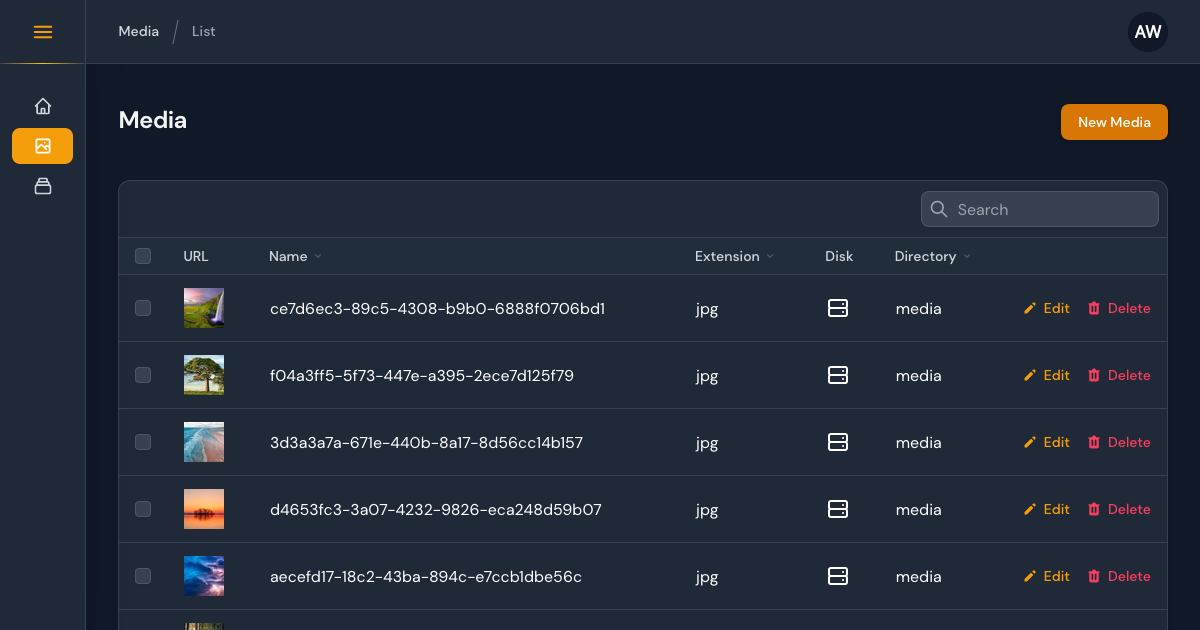 Media / List
AW
Media
New Media
Search
URL Name Extension Disk Directory
ce7d6ec3-89c5-4308-b9b0-6888f0706bd1 jpg media Edit Delete
f04a3ff5-5f73-447e-a395-2ece7d125f79 jpg media Edit Delete
3d3a3a7a-671e-440b-8a17-8d56cc14b157 jpg media Edit Delete
d4653fc3-3a07-4232-9826-eca248d59b07 jpg media Edit Delete
aecefd17-18c2-43ba-894c-e7ccb1dbe56c jpg media Edit Delete